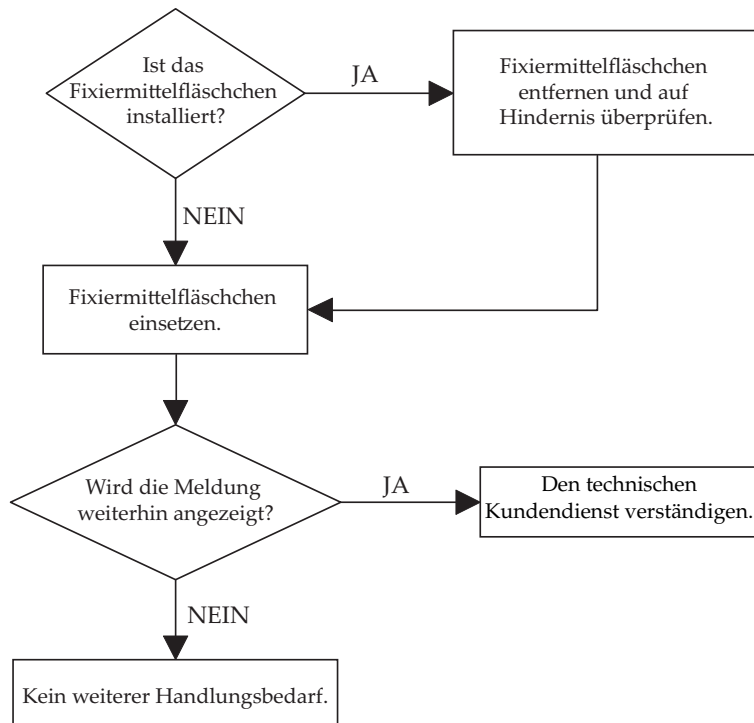 Ist das
Fixiermittelfläschchen
installiert?
JA
Fixiermittelfläschchen
entfernen und auf
Hindernis überprüfen.
NEIN
Fixiermittelfläschchen
einsetzen.
Wird die Meldung
weiterhin angezeigt?
JA
Den technischen
Kundendienst verständigen.
NEIN
Kein weiterer Handlungsbedarf.